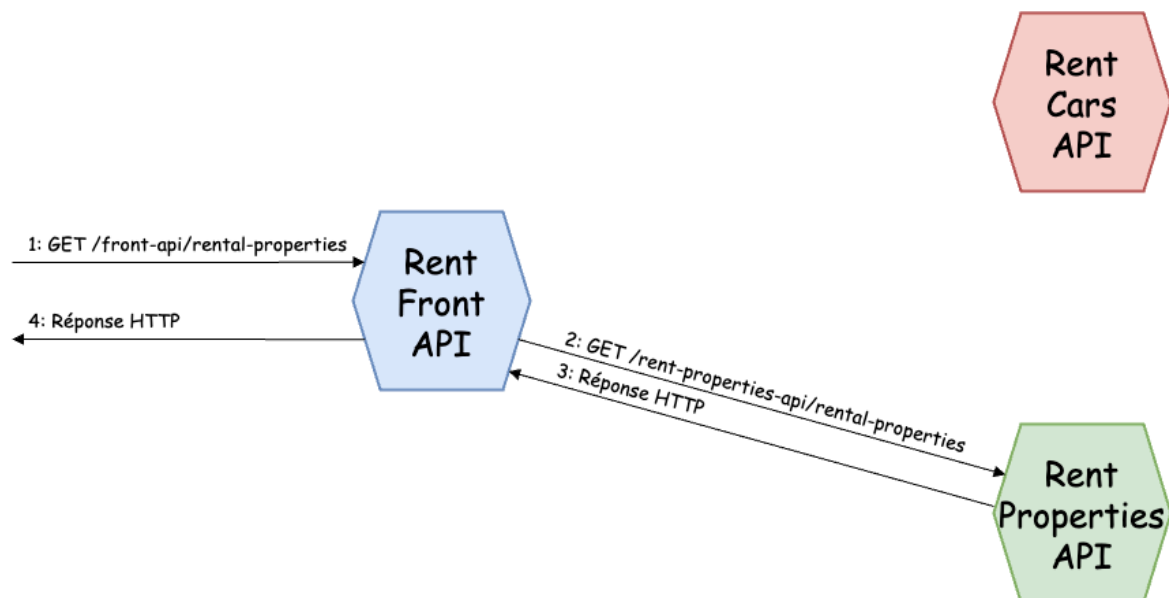 Rent
Cars
API
1: GET /front-api/rental-properties
Rent
Front
API
4: Réponse HTTP
2: GET /rent-properties-api/rental-properties
3: Réponse HTTP
Rent
Properties
API